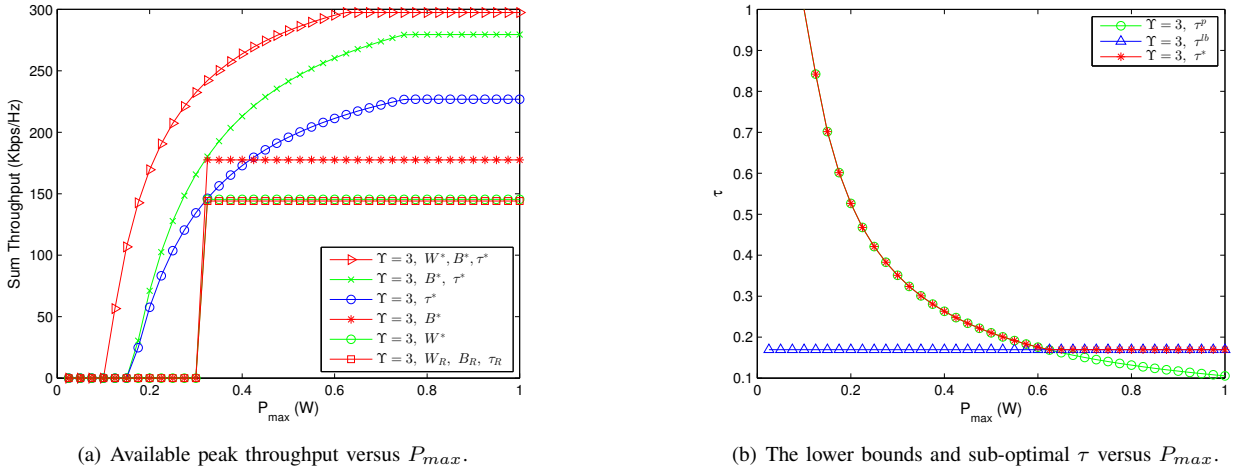 300
250
200
150
100
50
0
Sum Throughput (Kbps/Hz)
0 0.2 0.4 0.6 0.8 1
P_max (W)
Υ = 3, W*, B*, τ*
Υ = 3, B*, τ*
Υ = 3, τ*
Υ = 3, B*
Υ = 3, W*
Υ = 3, W_R, B_R, τ_R
(a) Available peak throughput versus P_max.
1
0.9
0.8
0.7
0.6
0.5
0.4
0.3
0.2
0.1
τ
0 0.2 0.4 0.6 0.8 1
P_max (W)
Υ = 3, τ^p
Υ = 3, τ^lb
Υ = 3, τ*
(b) The lower bounds and sub-optimal τ versus P_max.